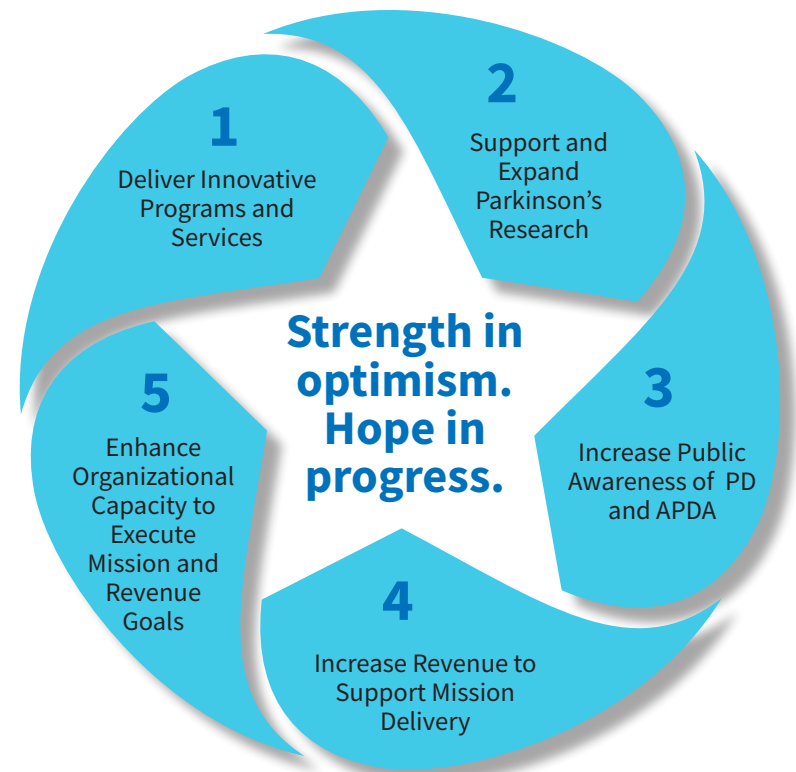 1
Deliver Innovative
Programs and
Services
2
Support and
Expand
Parkinson’s
Research
3
Increase Public
Awareness of  PD
and APDA
4
Increase Revenue to
Support Mission
Delivery
5
Enhance
Organizational
Capacity to
Execute
Mission and
Revenue
Goals
Strength in
optimism.
Hope in
progress.